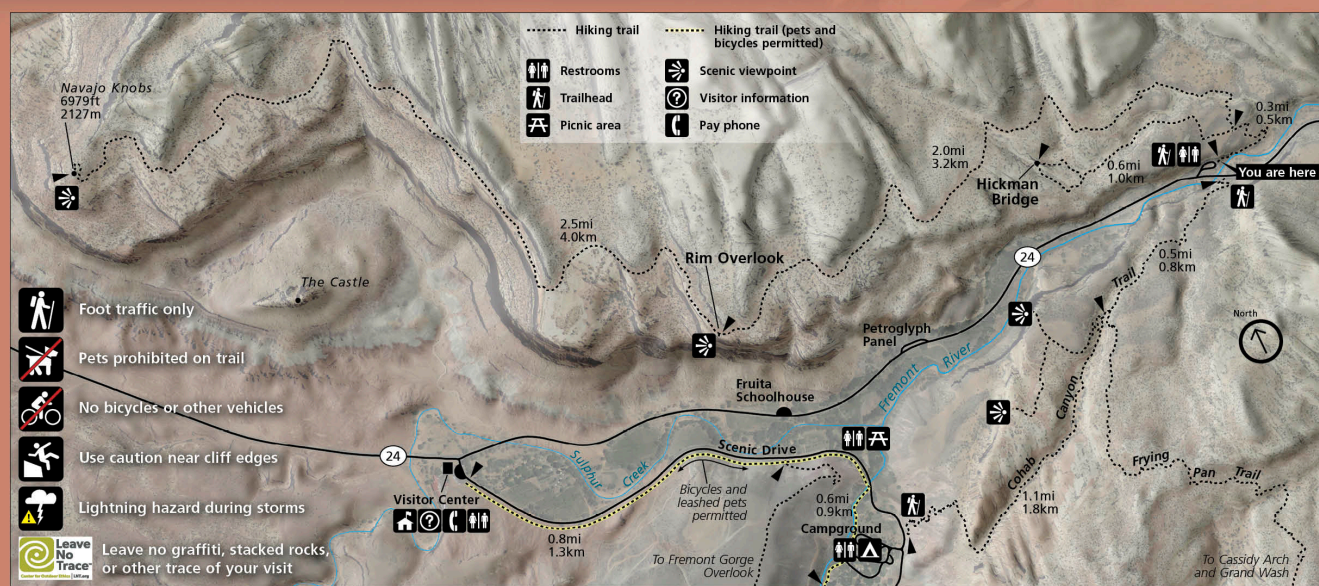 Hiking trail
Hiking trail (pets and
bicycles permitted)
Restrooms
Scenic viewpoint
Trailhead
Visitor information
Picnic area
Pay phone
Navajo Knobs
6979ft
2127m
0.3mi
0.5km
2.0mi
3.2km
0.6mi
1.0km
You are here
Hickman
Bridge
2.5mi
4.0km
Rim Overlook
24
0.5mi
0.8km
The Castle
Foot traffic only
Pets prohibited on trail
No bicycles or other vehicles
Use caution near cliff edges
Lightning hazard during storms
Leave
No
Trace
Center for Outdoor Ethics | LNT.org
Leave no graffiti, stacked rocks,
or other trace of your visit
North
Petroglyph
Panel
Fremont River
Fruita
Schoolhouse
Cohab Canyon Trail
Frying Pan Trail
24
Sulphur Creek
Scenic Drive
Visitor Center
Bicycles and
leashed pets
permitted
0.8mi
1.3km
0.6mi
0.9km
Campground
1.1mi
1.8km
To Fremont Gorge
Overlook
To Cassidy Arch
and Grand Wash